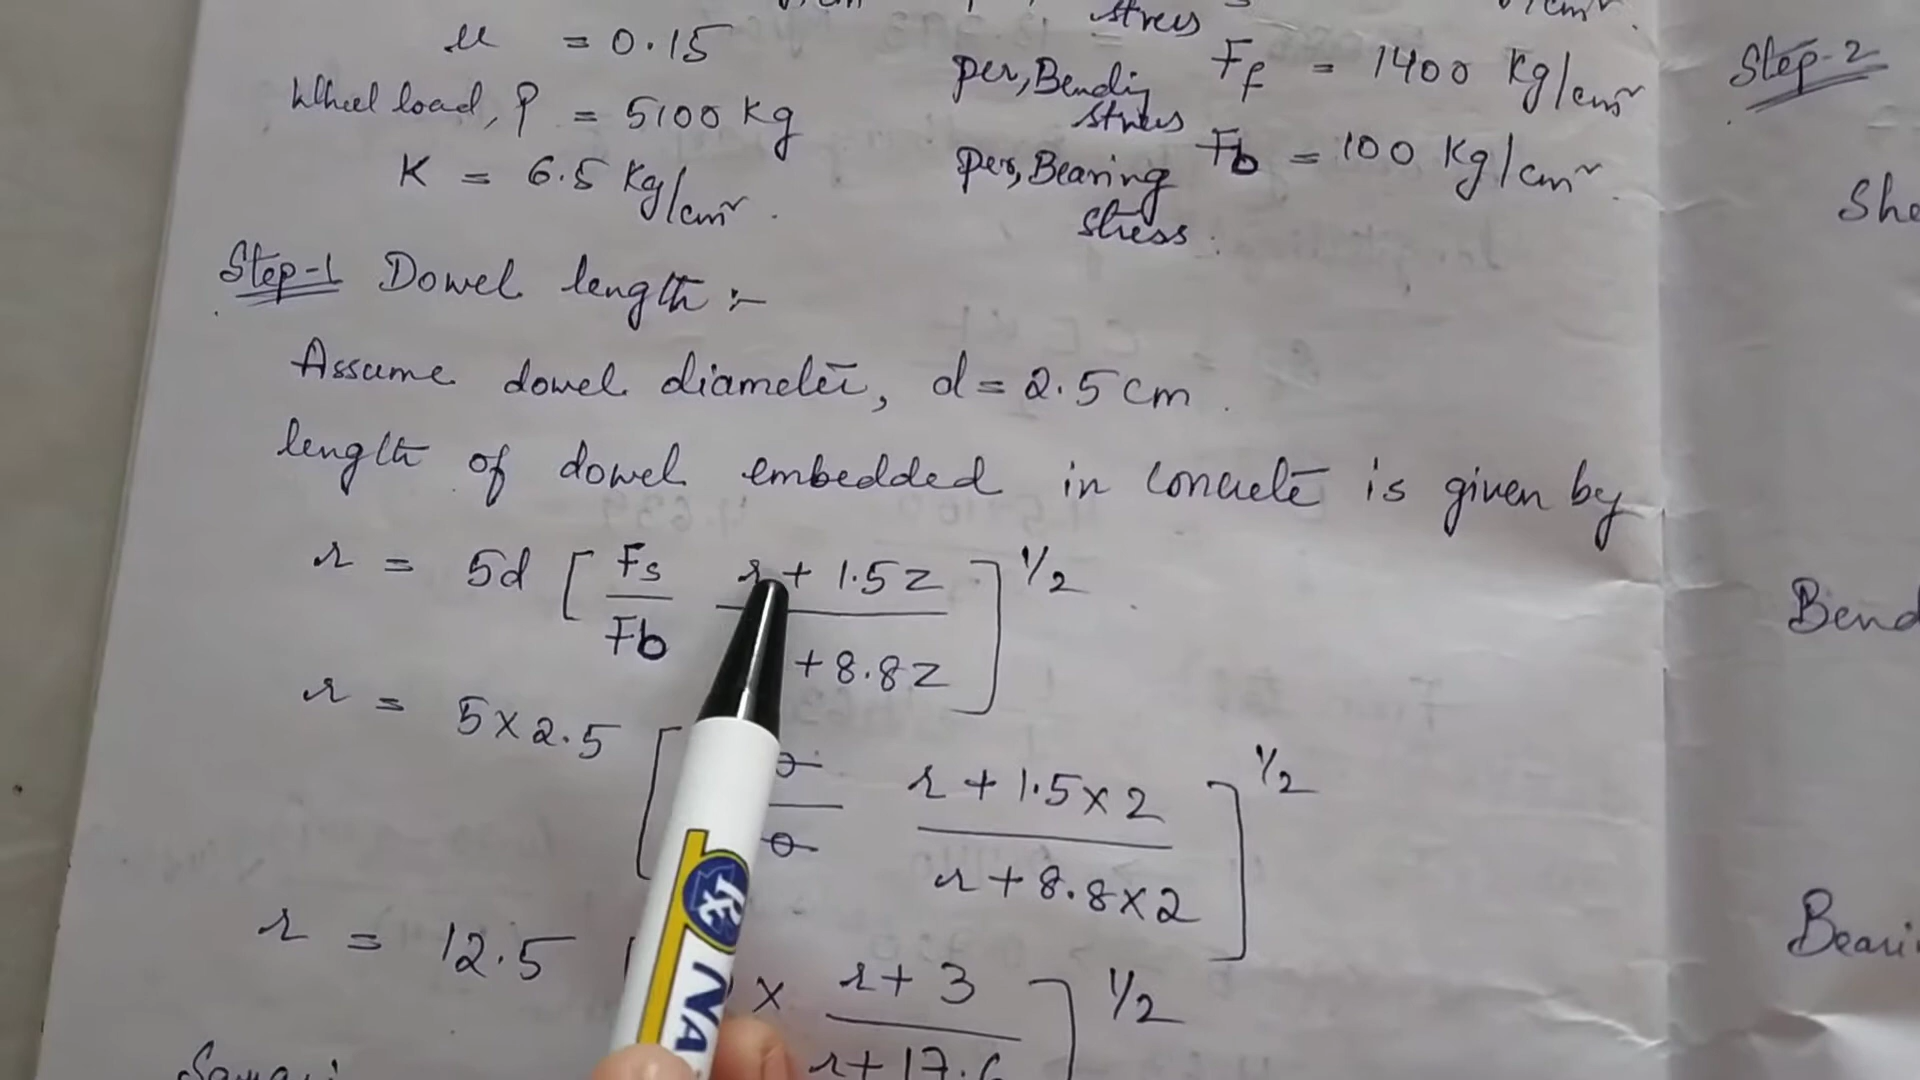 μ = 0.15
Wheel load, P = 5100 kg
K = 6.5 kg/cm²
stress
per, Bending stress Ff = 1400 kg/cm²
per, Bearing stress. Fb = 100 kg/cm²
Step-1 Dowel length :-
Assume dowel diameter, d = 2.5 cm.
length of dowel embedded in concrete is given by
r = 5d [ Fs/Fb r + 1.5z / + 8.8z ]^1/2
r = 5 x 2.5 [ r + 1.5 x 2 / r + 8.8 x 2 ]^1/2
r = 12.5 x r + 3 / r + 17.6 ]^1/2
Step-2
She
Bend
Beari
NA